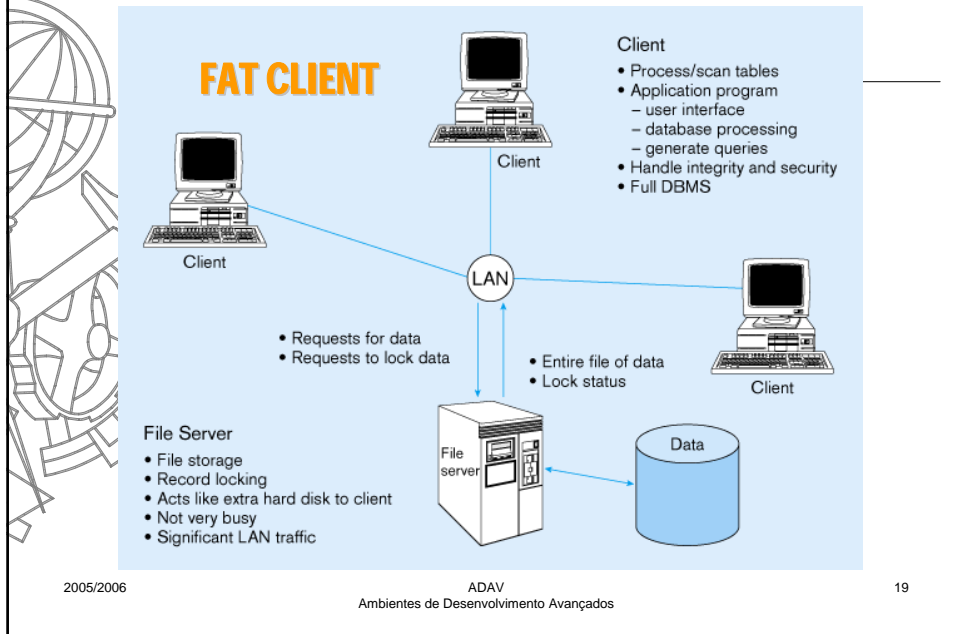 FAT CLIENT
Client
• Process/scan tables
• Application program
– user interface
– database processing
– generate queries
• Handle integrity and security
• Full DBMS
Client
Client
LAN
Client
• Requests for data
• Requests to lock data
• Entire file of data
• Lock status
File Server
• File storage
• Record locking
• Acts like extra hard disk to client
• Not very busy
• Significant LAN traffic
File
server
Data
2005/2006
ADAV
Ambientes de Desenvolvimento Avançados
19